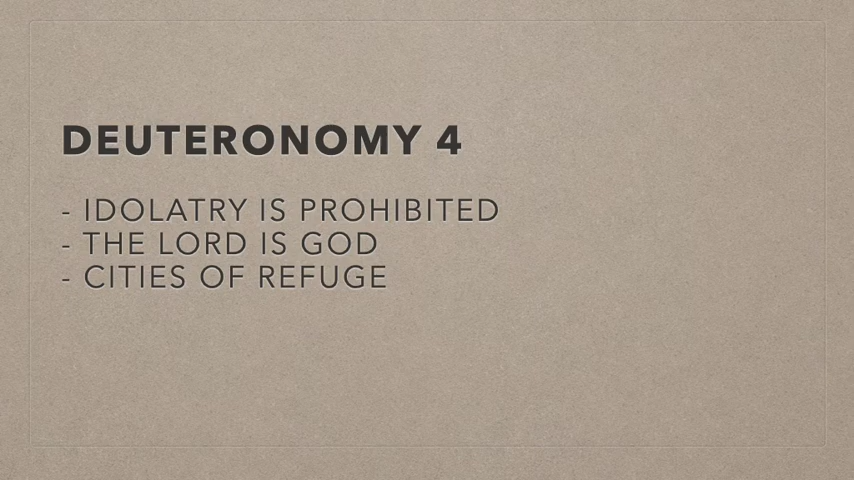 DEUTERONOMY 4
- IDOLATRY IS PROHIBITED
- THE LORD IS GOD
- CITIES OF REFUGE